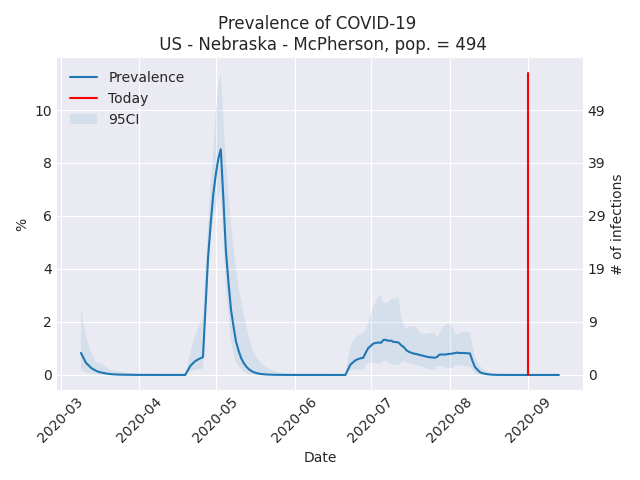 Prevalence of COVID-19
US - Nebraska - McPherson, pop. = 494
Prevalence
Today
95CI
%
10
8
6
4
2
0
49
39
29
19
9
0
# of infections
2020-03
2020-04
2020-05
2020-06
2020-07
2020-08
2020-09
Date